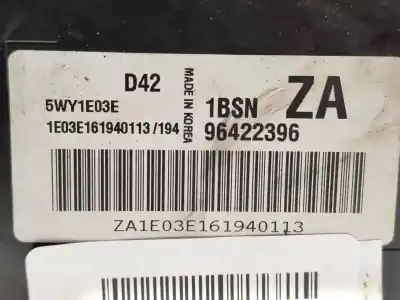 D42
5WY1E03E
1E03E161940113/194
MADE IN KOREA
1BSN ZA
96422396
ZA1E03E161940113